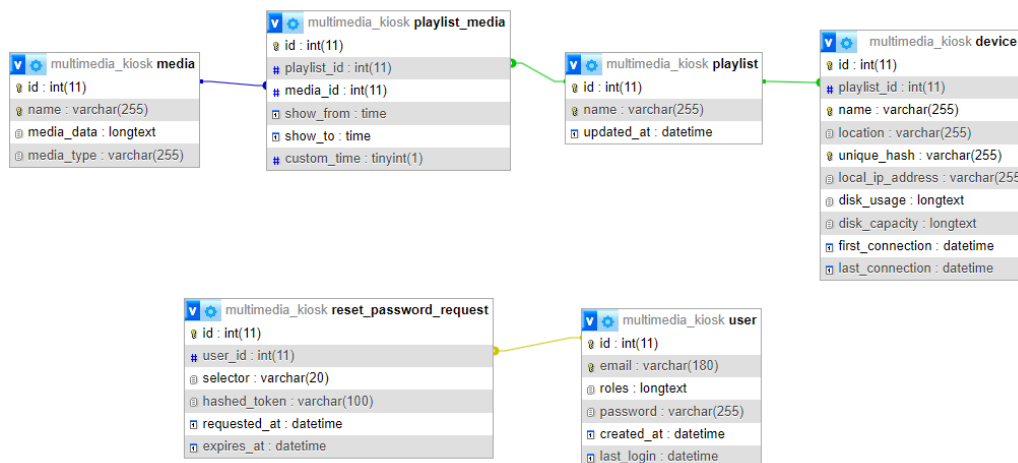 multimedia_kiosk media
id : int(11)
name : varchar(255)
media_data : longtext
media_type : varchar(255)
multimedia_kiosk playlist_media
id : int(11)
playlist_id : int(11)
media_id : int(11)
show_from : time
show_to : time
custom_time : tinyint(1)
multimedia_kiosk playlist
id : int(11)
name : varchar(255)
updated_at : datetime
multimedia_kiosk device
id : int(11)
playlist_id : int(11)
name : varchar(255)
location : varchar(255)
unique_hash : varchar(255)
local_ip_address : varchar(255
disk_usage : longtext
disk_capacity : longtext
first_connection : datetime
last_connection : datetime
multimedia_kiosk reset_password_request
id : int(11)
user_id : int(11)
selector : varchar(20)
hashed_token : varchar(100)
requested_at : datetime
expires_at : datetime
multimedia_kiosk user
id : int(11)
email : varchar(180)
roles : longtext
password : varchar(255)
created_at : datetime
last_login : datetime